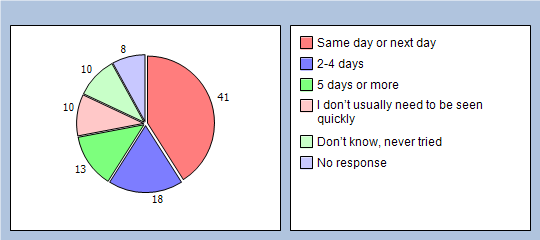 8
10
10
13
18
41
Same day or next day
2-4 days
5 days or more
I don't usually need to be seen
quickly
Don't know, never tried
No response